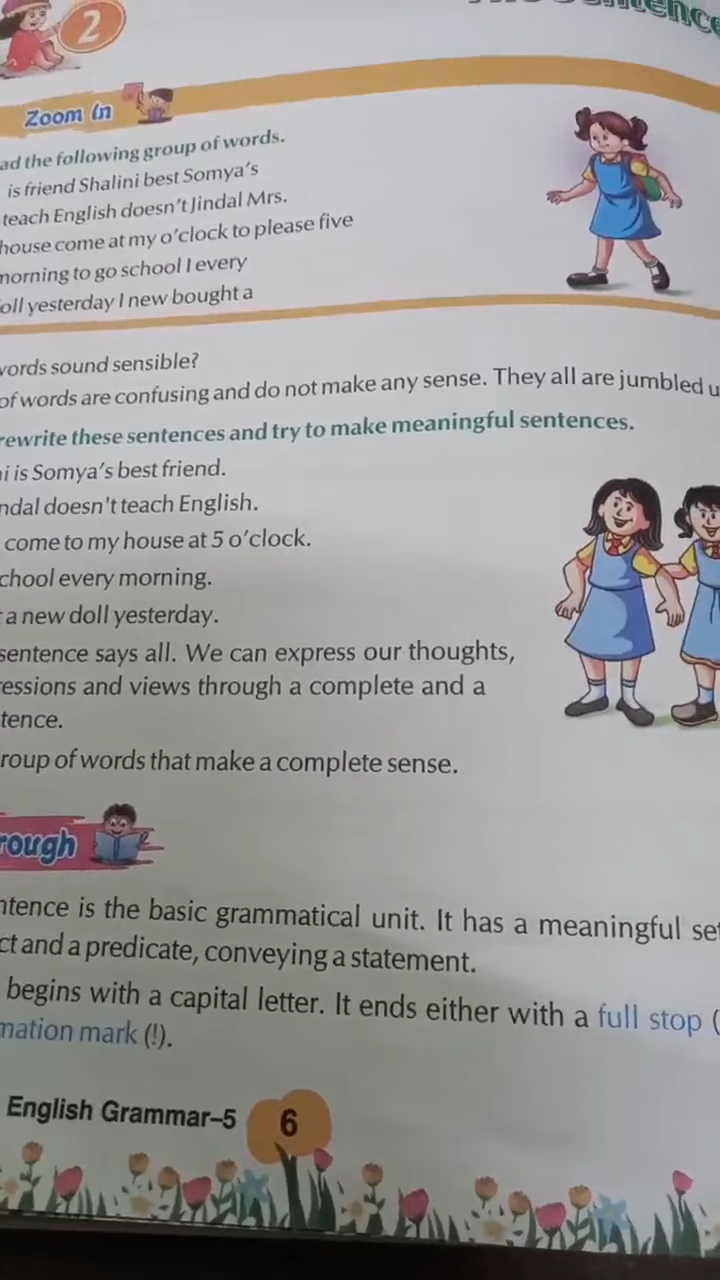 2
Zoom In
ad the following group of words.
is friend Shalini best Somya's
teach English doesn't Jindal Mrs.
house come at my o'clock to please five
morning to go school I every
oll yesterday I new bought a
words sound sensible?
of words are confusing and do not make any sense. They all are jumbled u
rewrite these sentences and try to make meaningful sentences.
i is Somya's best friend.
ndal doesn't teach English.
come to my house at 5 o'clock.
chool every morning.
a new doll yesterday.
sentence says all. We can express our thoughts,
essions and views through a complete and a
tence.
roup of words that make a complete sense.
rough
ntence is the basic grammatical unit. It has a meaningful se
ct and a predicate, conveying a statement.
begins with a capital letter. It ends either with a full stop (
mation mark (!).
English Grammar–5 6